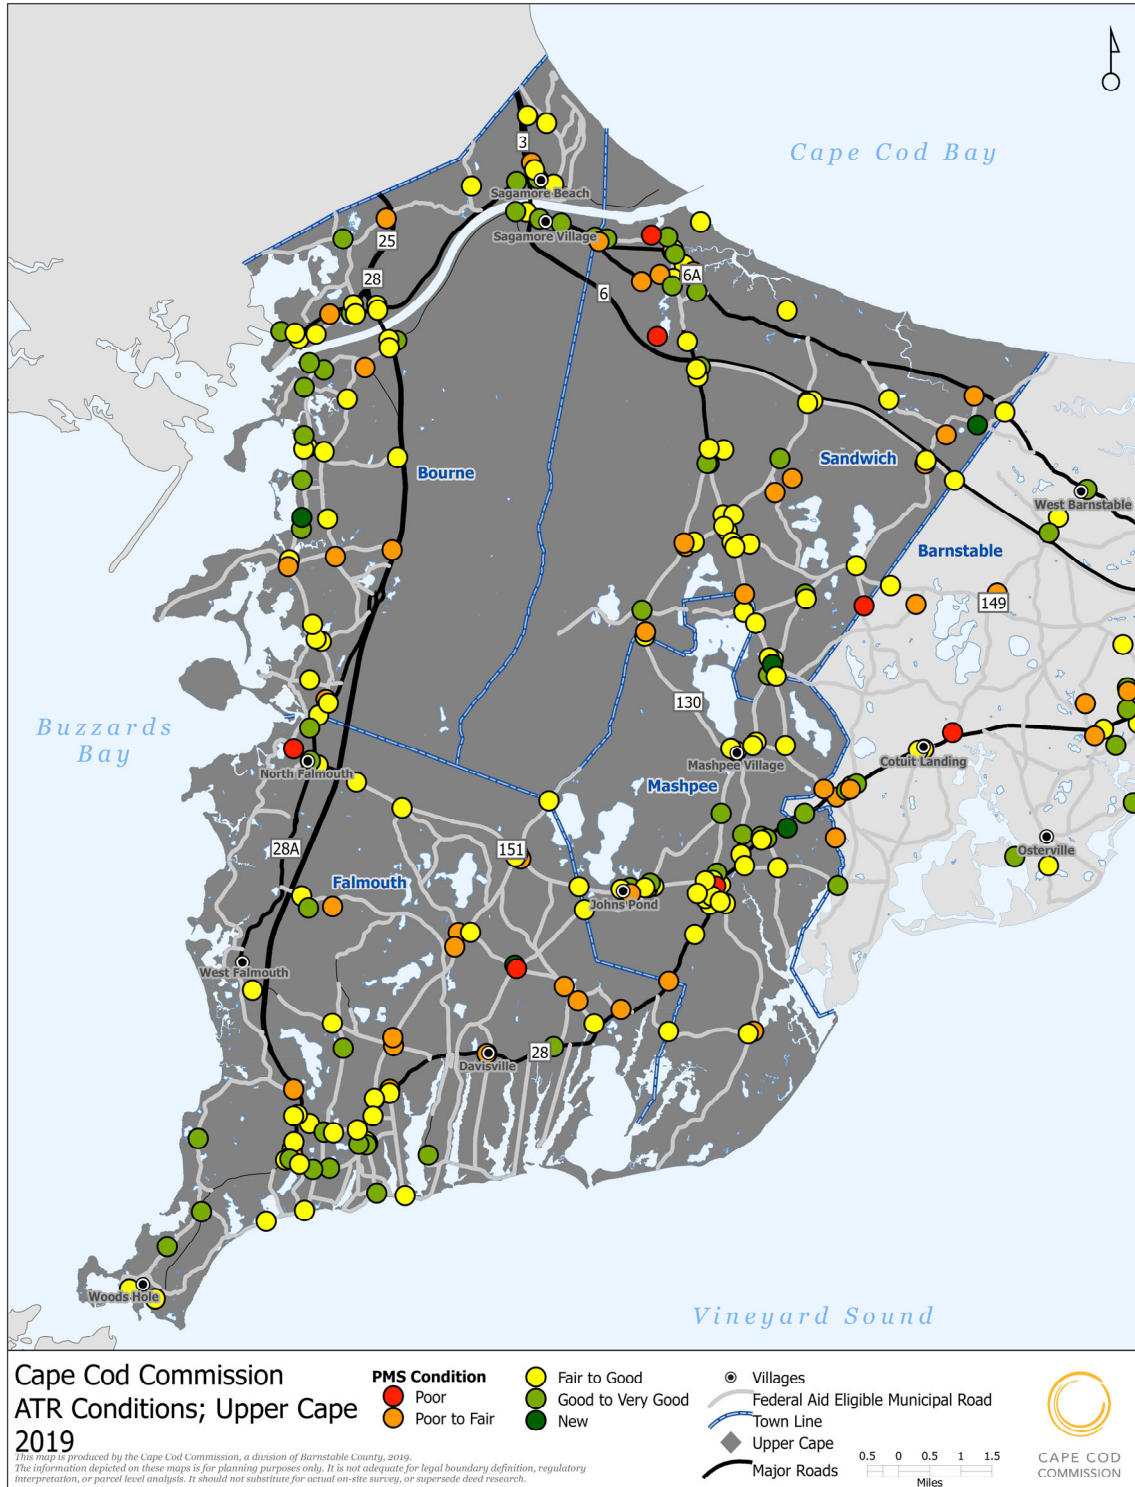 Cape Cod Bay
3
Sagamore Beach
Sagamore Village
25
28
6A
6
Bourne
Sandwich
West Barnstable
Barnstable
149
130
Buzzards
Bay
North Falmouth
Mashpee Village
Cotuit Landing
Mashpee
28A
151
Osterville
Falmouth
Johns Pond
West Falmouth
28
Davisville
Woods Hole
Vineyard Sound
Cape Cod Commission
ATR Conditions; Upper Cape
2019
This map is produced by the Cape Cod Commission, a division of Barnstable County, 2019.
The information depicted on these maps is for planning purposes only. It is not adequate for legal boundary definition, regulatory
interpretation, or parcel level analysis. It should not substitute for actual on-site survey, or supersede deed research.
PMS Condition
Poor
Poor to Fair
Fair to Good
Good to Very Good
New
Villages
Federal Aid Eligible Municipal Road
Town Line
Upper Cape
Major Roads
0.5 0 0.5 1 1.5
Miles
CAPE COD
COMMISSION